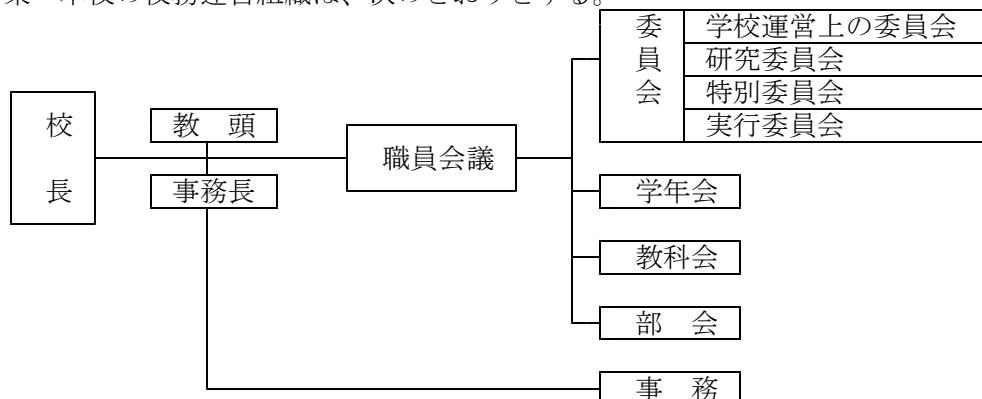 条 本校の校務運営組織は、次のとおりとする。
校長
教 頭
事務長
職員会議
委員会
学校運営上の委員会
研究委員会
特別委員会
実行委員会
学年会
教科会
部 会
事 務